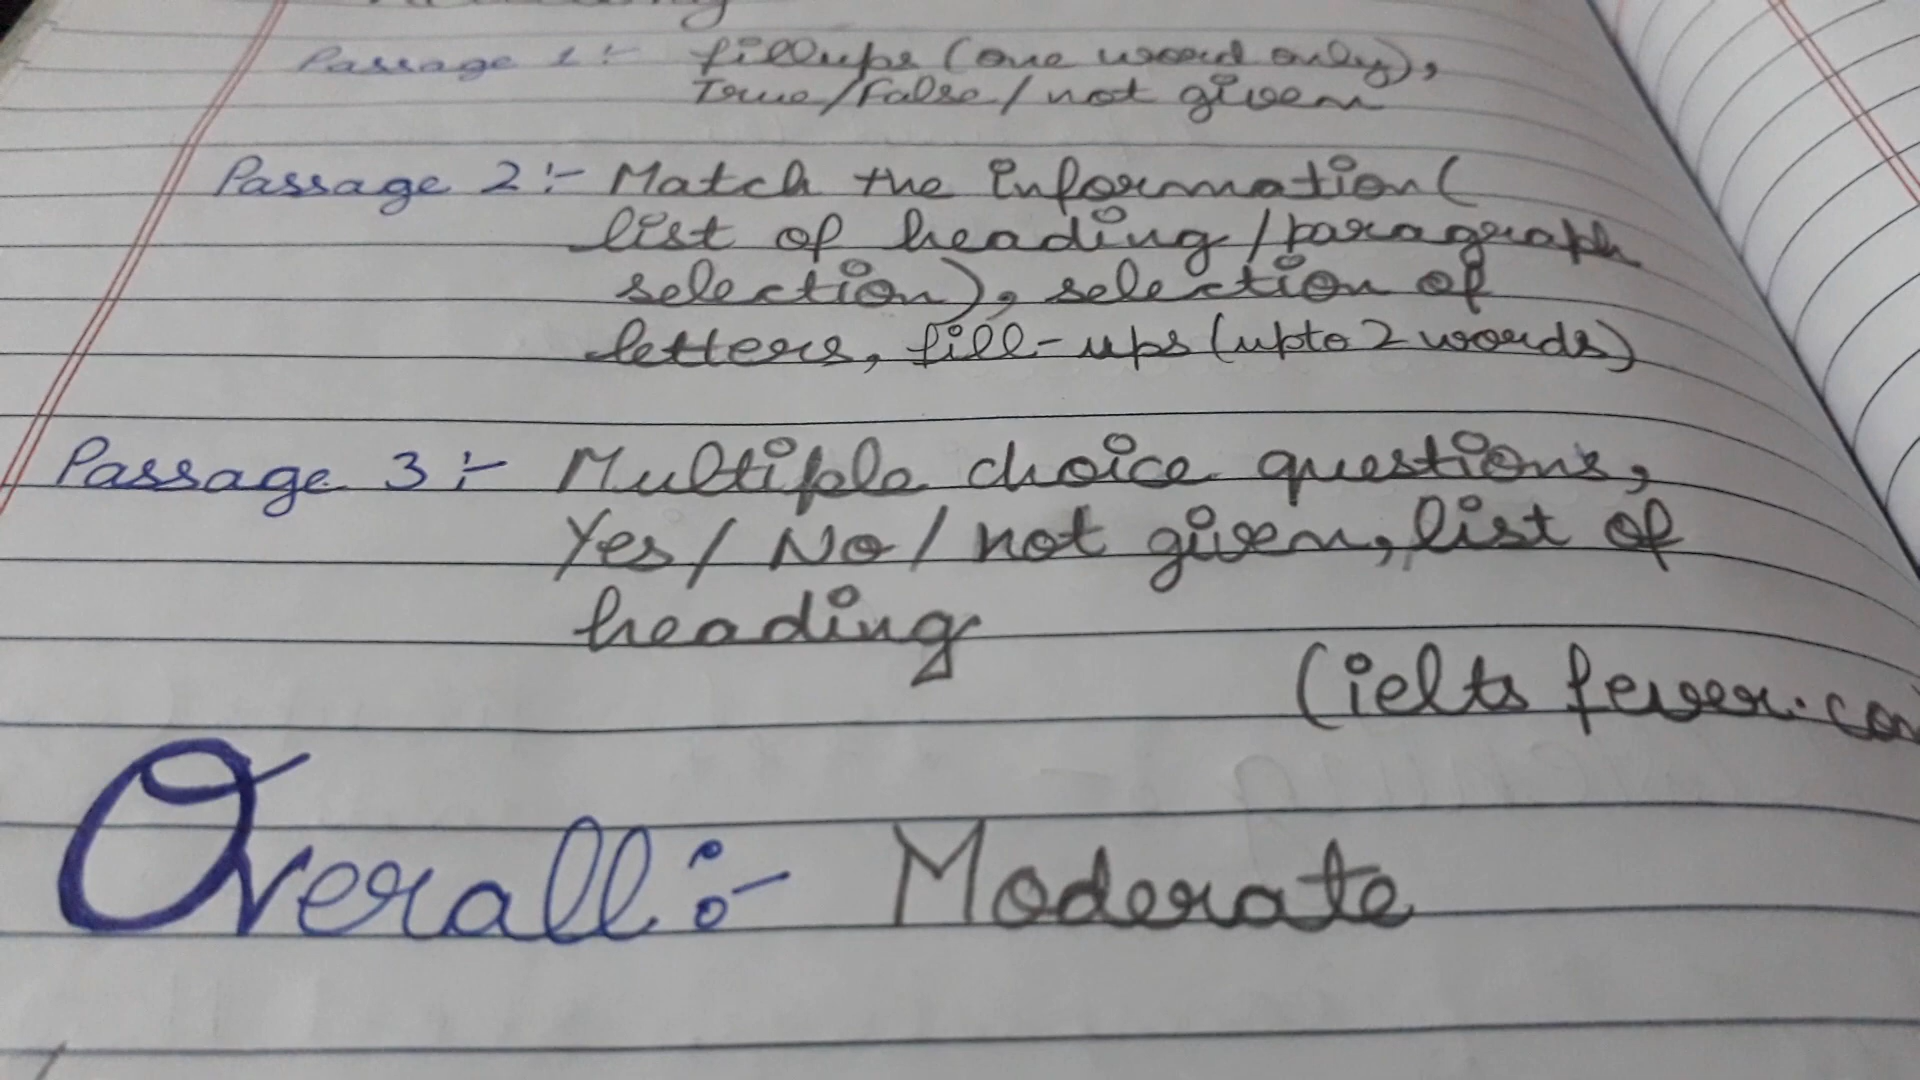 Passage 1:- fillups (one word only),
True/False/not given
Passage 2:- Match the information(
list of heading/paragraph
selection), selection of
letters, fill-ups (upto 2 words)
Passage 3:- Multiple choice questions,
Yes/No/not given, list of
heading
(ielts fever.com
Overall:- Moderate